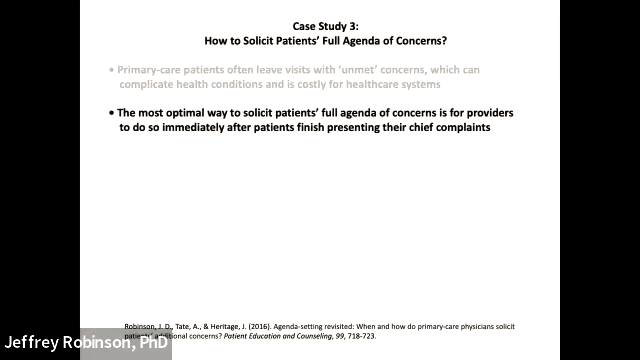 Case Study 3:
How to Solicit Patients’ Full Agenda of Concerns?
• Primary-care patients often leave visits with ‘unmet’ concerns, which can
complicate health conditions and is costly for healthcare systems
• The most optimal way to solicit patients’ full agenda of concerns is for providers
to do so immediately after patients finish presenting their chief complaints
Robinson, J. D., Tate, A., & Heritage, J. (2016). Agenda-setting revisited: When and how do primary-care physicians solicit
patients’ additional concerns? Patient Education and Counseling, 99, 718-723.
Jeffrey Robinson, PhD